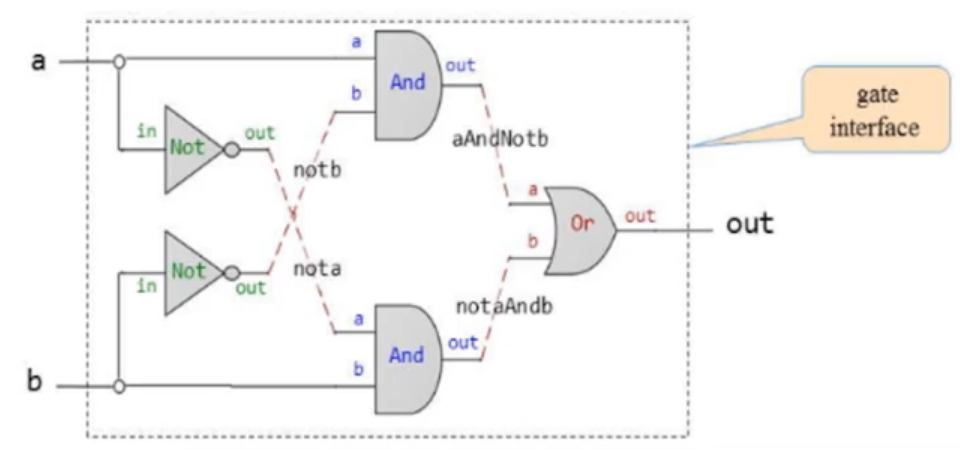 a
a
And
out
gate
interface
b
in
Not
out
aAndNotb
notb
a
Or
out
out
b
Not
in
out
nota
notaAndb
a
And
out
b
b